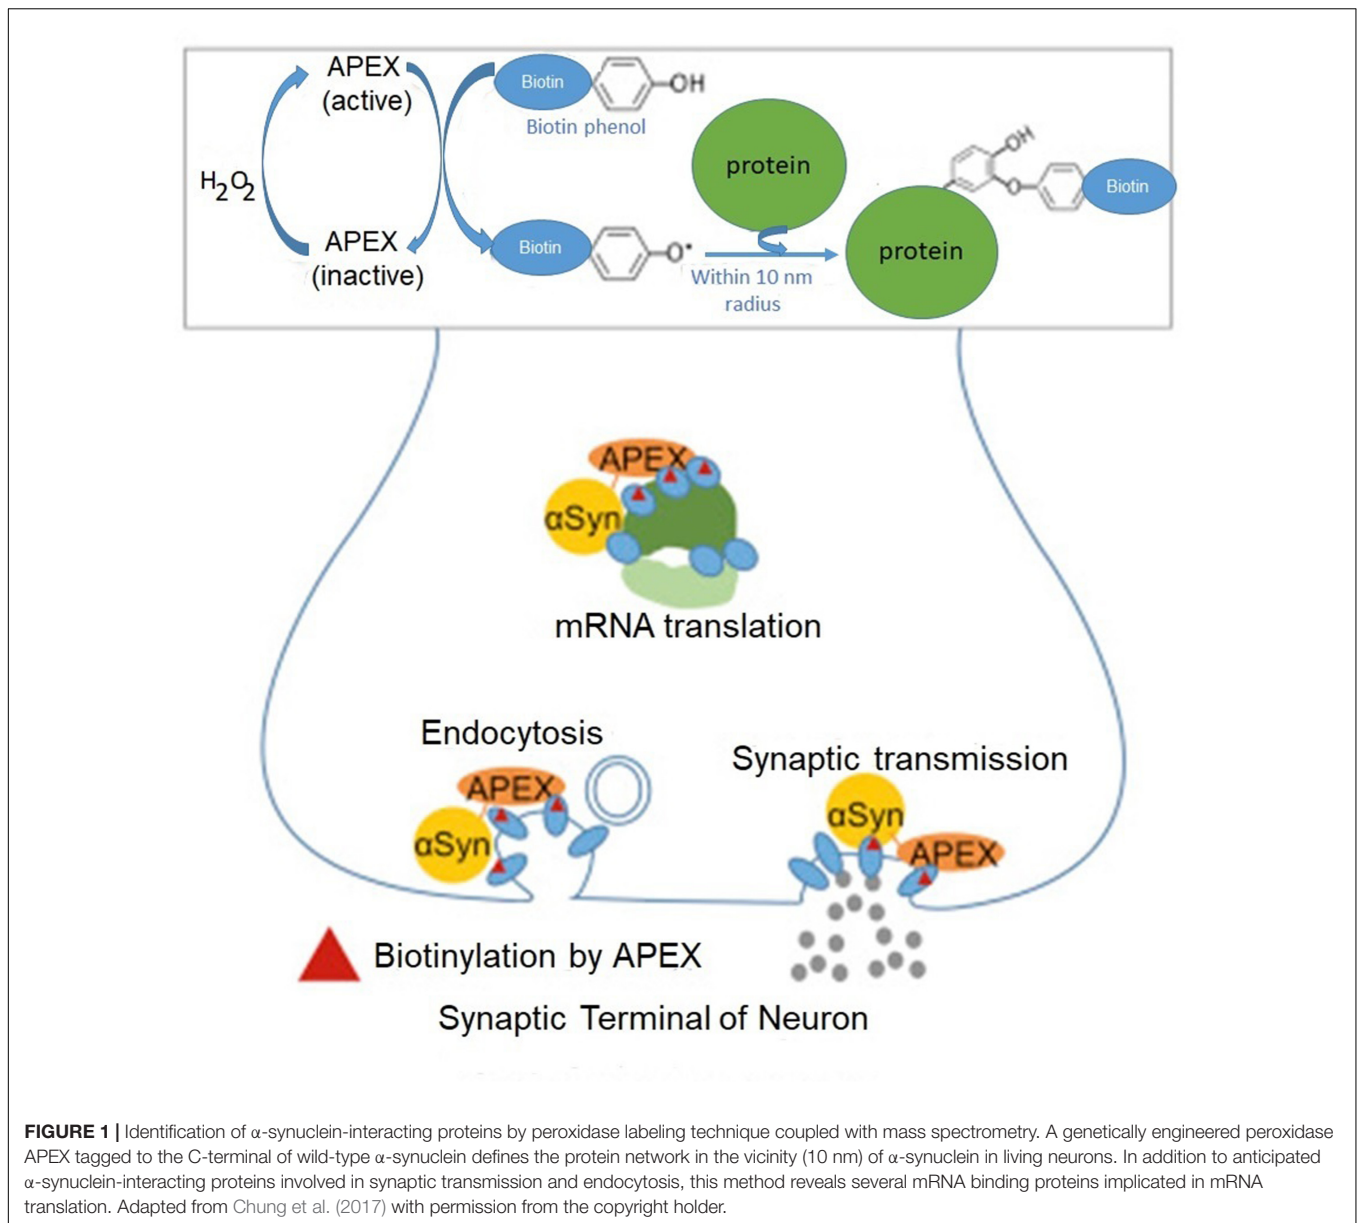 APEX
(active)
Biotin
OH
Biotin phenol
H2O2
protein
OH
O
Biotin
APEX
(inactive)
Biotin
O•
Within 10 nm
radius
protein
APEX
αSyn
mRNA translation
Endocytosis
APEX
αSyn
Synaptic transmission
αSyn
APEX
Biotinylation by APEX
Synaptic Terminal of Neuron
FIGURE 1 | Identification of α-synuclein-interacting proteins by peroxidase labeling technique coupled with mass spectrometry. A genetically engineered peroxidase
APEX tagged to the C-terminal of wild-type α-synuclein defines the protein network in the vicinity (10 nm) of α-synuclein in living neurons. In addition to anticipated
α-synuclein-interacting proteins involved in synaptic transmission and endocytosis, this method reveals several mRNA binding proteins implicated in mRNA
translation. Adapted from Chung et al. (2017) with permission from the copyright holder.